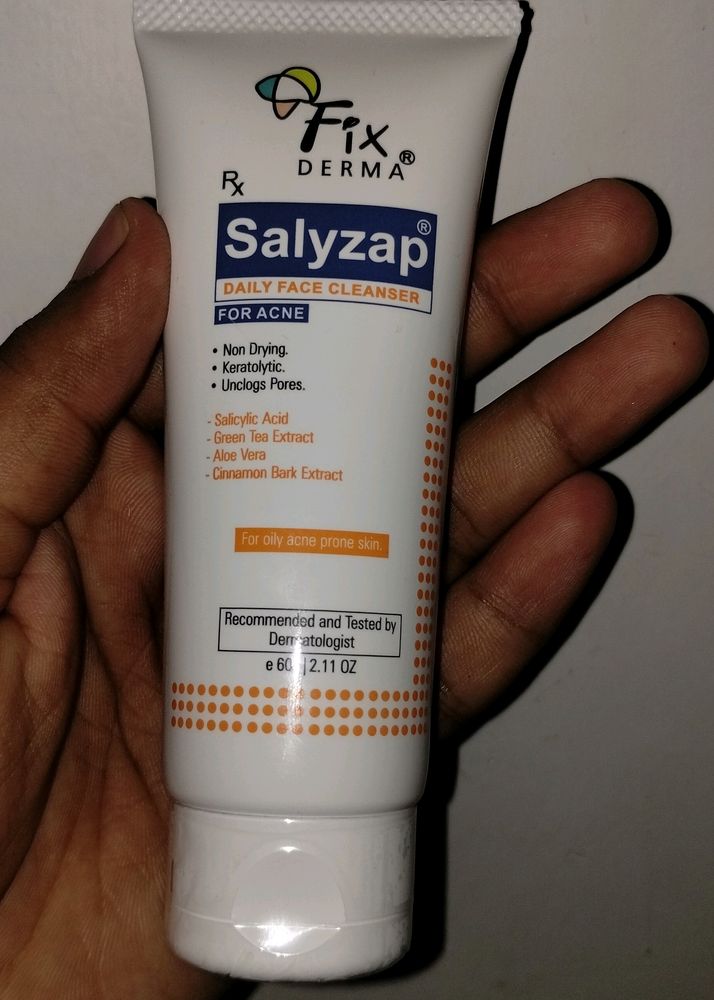 Fix
DERMA®
Rx
Salyzap®
DAILY FACE CLEANSER
FOR ACNE
• Non Drying.
• Keratolytic.
• Unclogs Pores.
- Salicylic Acid
- Green Tea Extract
- Aloe Vera
- Cinnamon Bark Extract
For oily acne prone skin.
Recommended and Tested by
Dermatologist
e 60 | 2.11 OZ